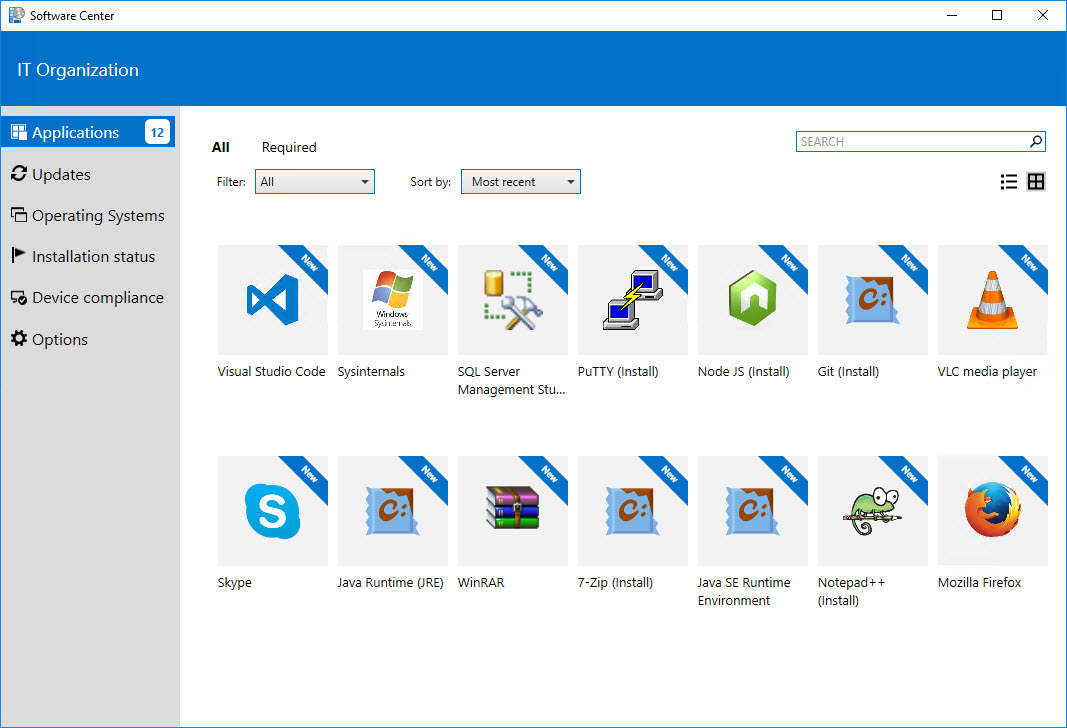 Software Center
IT Organization
Applications 12
Updates
Operating Systems
Installation status
Device compliance
Options
All Required
SEARCH
Filter: All Sort by: Most recent
New New New New New New New
Windows
Sysinternals
C:
Visual Studio Code Sysinternals SQL Server PuTTY (Install) Node JS (Install) Git (Install) VLC media player
Management Stu...
New New New New New New New
S C: C: C:
Skype Java Runtime (JRE) WinRAR 7-Zip (Install) Java SE Runtime Notepad++ Mozilla Firefox
Environment (Install)